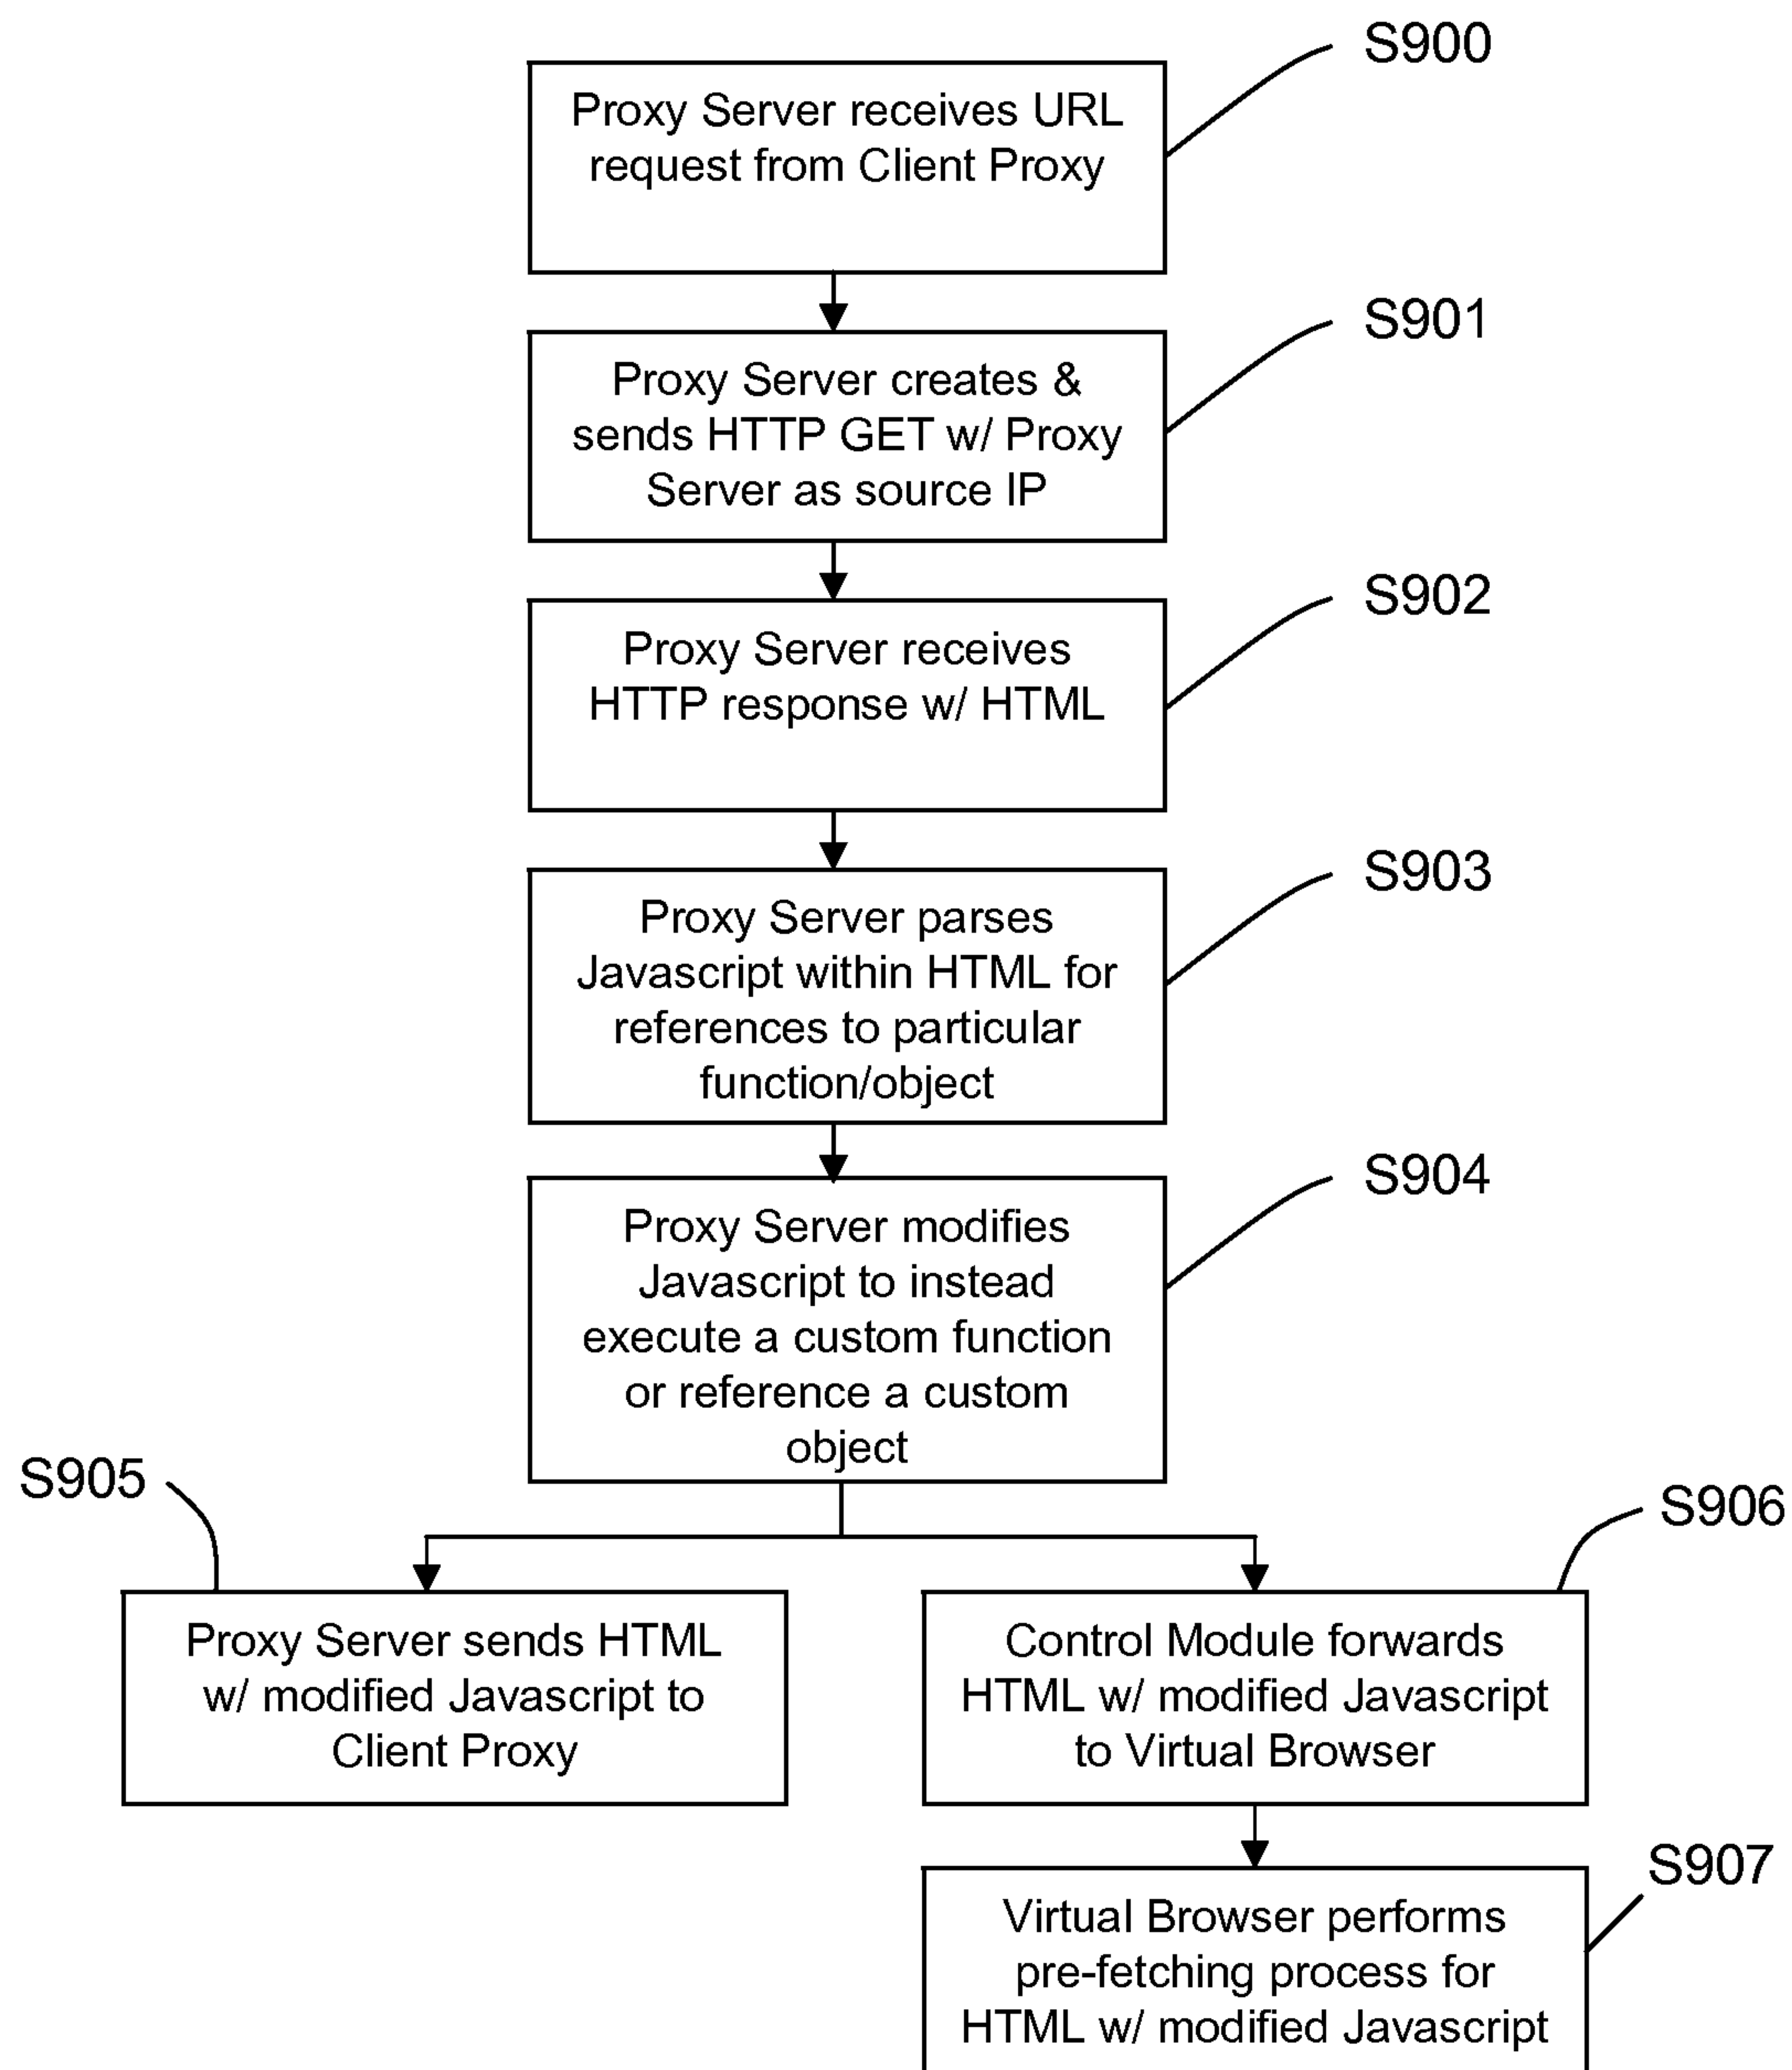 S900
Proxy Server receives URL
request from Client Proxy
S901
Proxy Server creates &
sends HTTP GET w/ Proxy
Server as source IP
S902
Proxy Server receives
HTTP response w/ HTML
S903
Proxy Server parses
Javascript within HTML for
references to particular
function/object
S904
Proxy Server modifies
Javascript to instead
execute a custom function
or reference a custom
object
S905
Proxy Server sends HTML
w/ modified Javascript to
Client Proxy
S906
Control Module forwards
HTML w/ modified Javascript
to Virtual Browser
S907
Virtual Browser performs
pre-fetching process for
HTML w/ modified Javascript